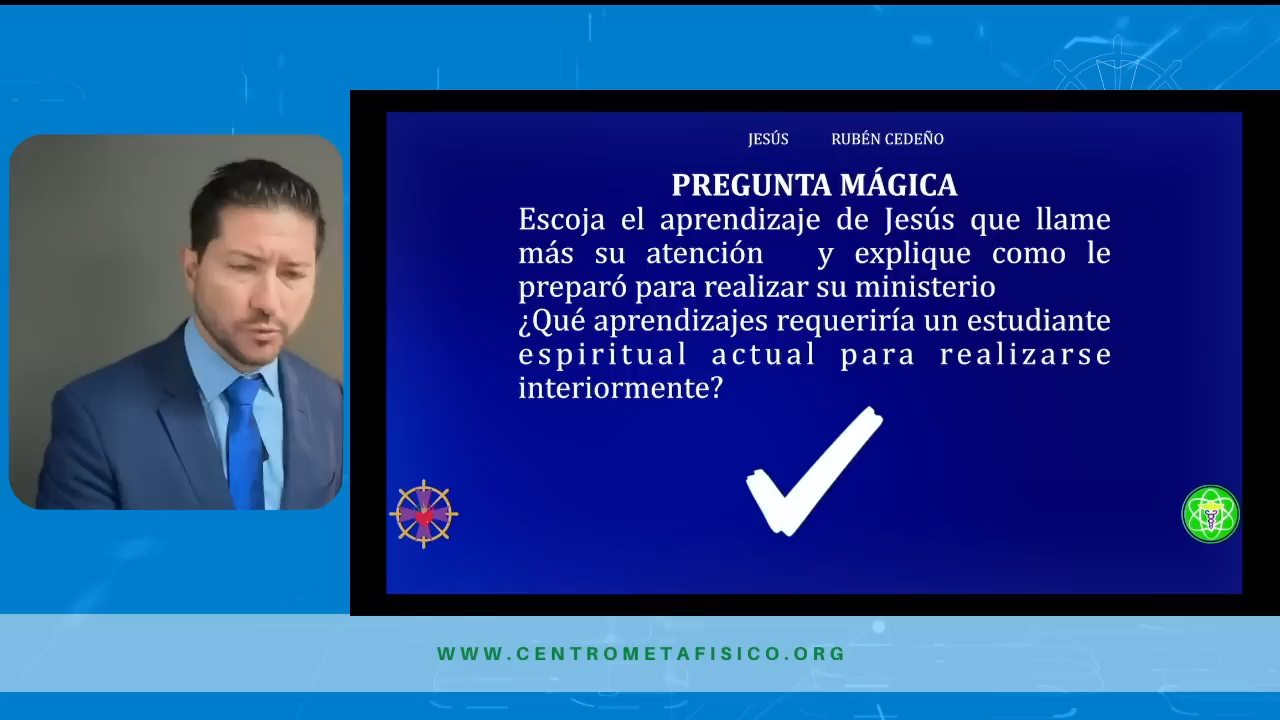 JESÚS RUBÉN CEDEÑO
PREGUNTA MÁGICA
Escoja el aprendizaje de Jesús que llame
más su atención y explique como le
preparó para realizar su ministerio
¿Qué aprendizajes requeriría un estudiante
espiritual actual para realizarse
interiormente?
WWW.CENTROMETAFISICO.ORG